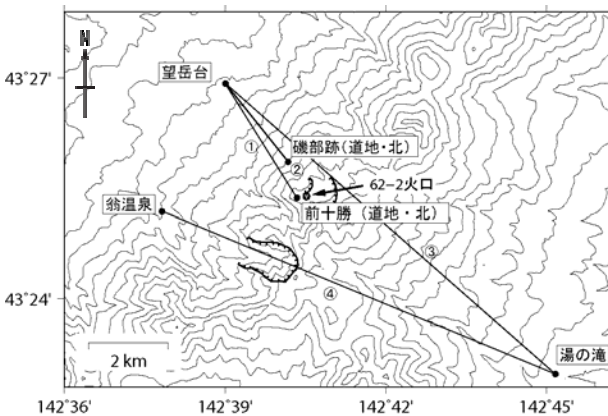 N
43°27'
望岳台
①
磯部跡（道地・北）
②
62−2火口
翁温泉
前十勝（道地・北）
③
④
43°24'
2 km
湯の滝
142°36'
142°39'
142°42'
142°45'